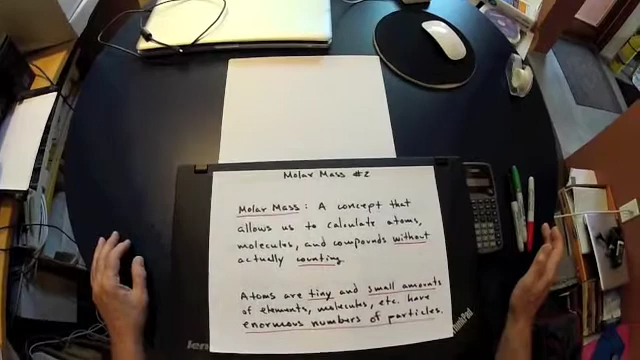 Molar Mass #2
Molar Mass : A concept that
allows us to calculate atoms,
molecules, and compounds without
actually counting.
Atoms are tiny and small amounts
of elements, molecules, etc. have
enormous numbers of particles.
ThinkPad